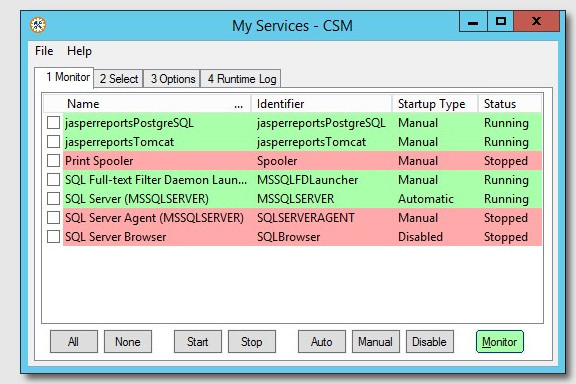 My Services - CSM
File Help
1 Monitor 2 Select 3 Options 4 Runtime Log
Name ... Identifier Startup Type Status
jasperreportsPostgreSQL jasperreportsPostgreSQL Manual Running
jasperreportsTomcat jasperreportsTomcat Manual Running
Print Spooler Spooler Manual Stopped
SQL Full-text Filter Daemon Laun... MSSQLFDLauncher Manual Running
SQL Server (MSSQLSERVER) MSSQLSERVER Automatic Running
SQL Server Agent (MSSQLSERVER) SQLSERVERAGENT Manual Stopped
SQL Server Browser SQLBrowser Disabled Stopped
All None Start Stop Auto Manual Disable Monitor